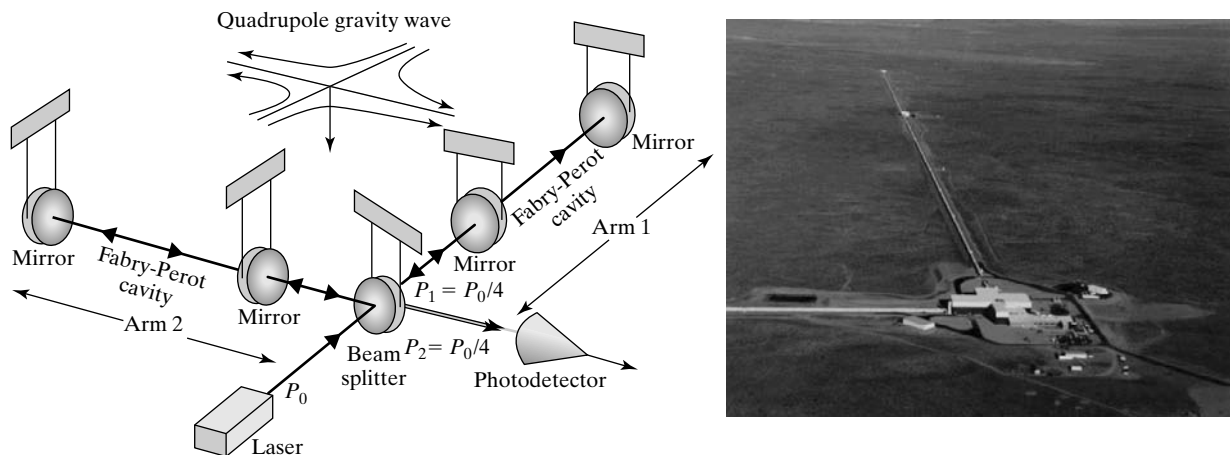 Quadrupole gravity wave
Mirror
Fabry-Perot
cavity
Arm 1
Mirror
Mirror
Fabry-Perot
cavity
Arm 2
Mirror
P₁ = P₀/4
P₂ = P₀/4
Beam
splitter
Photodetector
P₀
Laser